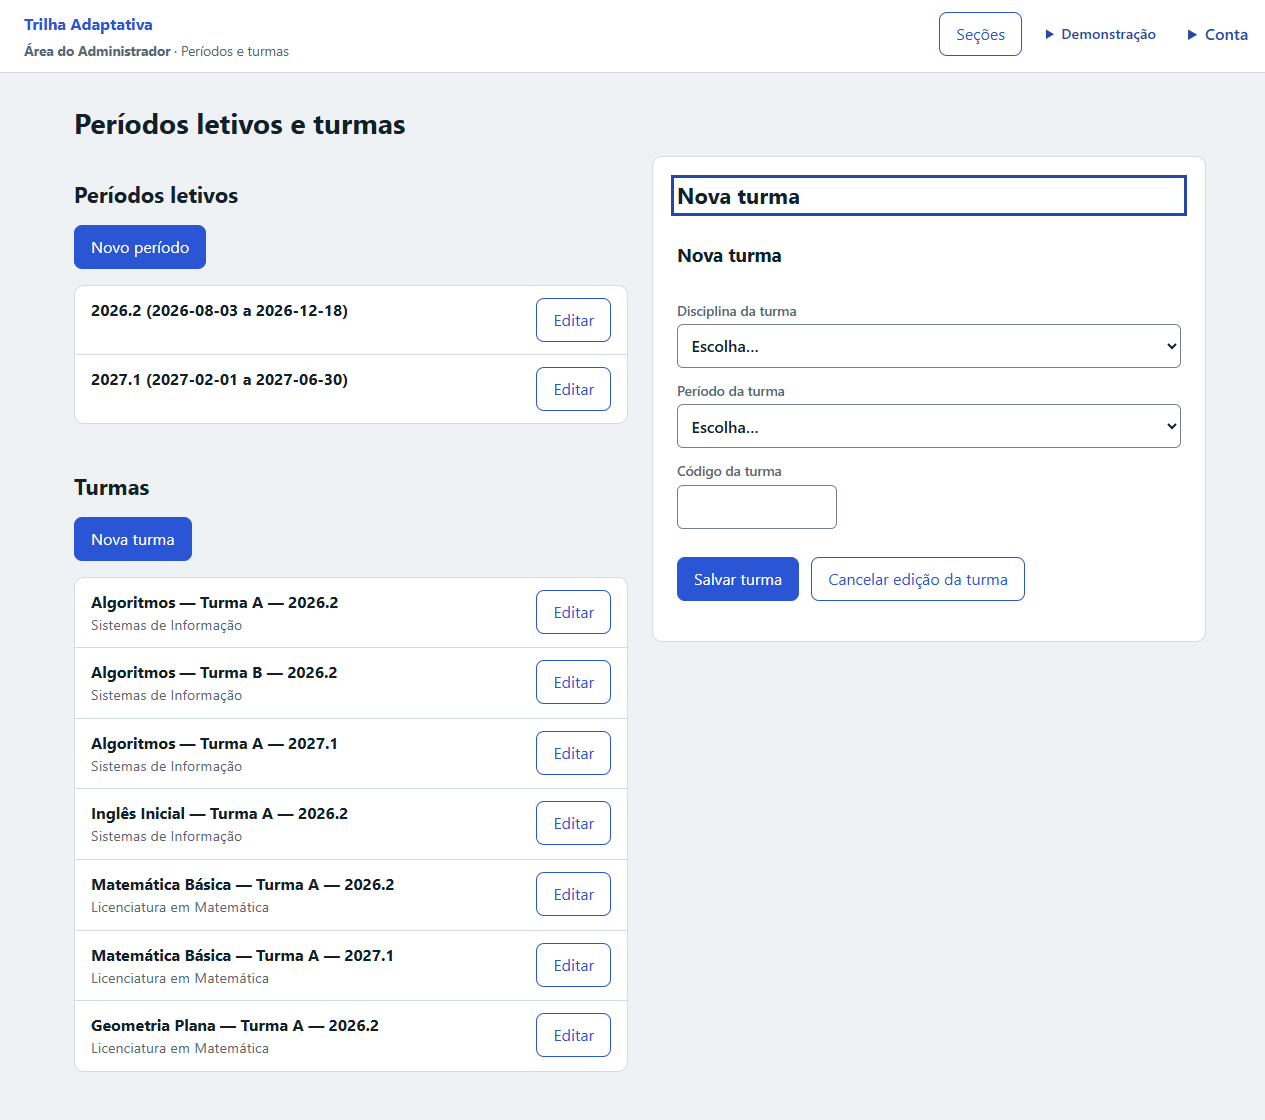 Trilha Adaptativa
Área do Administrador · Períodos e turmas
Seções
Demonstração
Conta
Períodos letivos e turmas
Períodos letivos
Novo período
2026.2 (2026-08-03 a 2026-12-18)
Editar
2027.1 (2027-02-01 a 2027-06-30)
Editar
Turmas
Nova turma
Algoritmos — Turma A — 2026.2
Sistemas de Informação
Editar
Algoritmos — Turma B — 2026.2
Sistemas de Informação
Editar
Algoritmos — Turma A — 2027.1
Sistemas de Informação
Editar
Inglês Inicial — Turma A — 2026.2
Sistemas de Informação
Editar
Matemática Básica — Turma A — 2026.2
Licenciatura em Matemática
Editar
Matemática Básica — Turma A — 2027.1
Licenciatura em Matemática
Editar
Geometria Plana — Turma A — 2026.2
Licenciatura em Matemática
Editar
Nova turma
Nova turma
Disciplina da turma
Escolha...
Período da turma
Escolha...
Código da turma
Salvar turma
Cancelar edição da turma